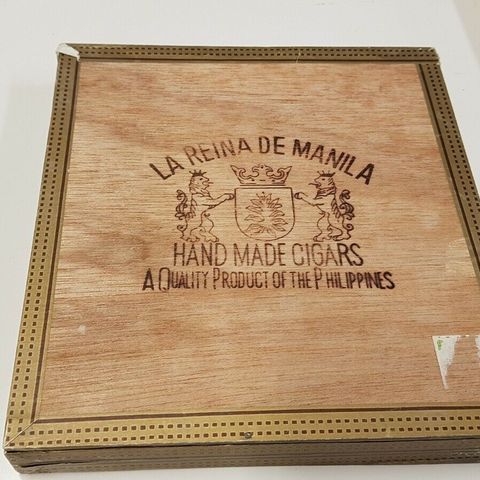 LA REINA DE MANILA
HAND MADE CIGARS
A QUALITY PRODUCT OF THE PHILIPPINES